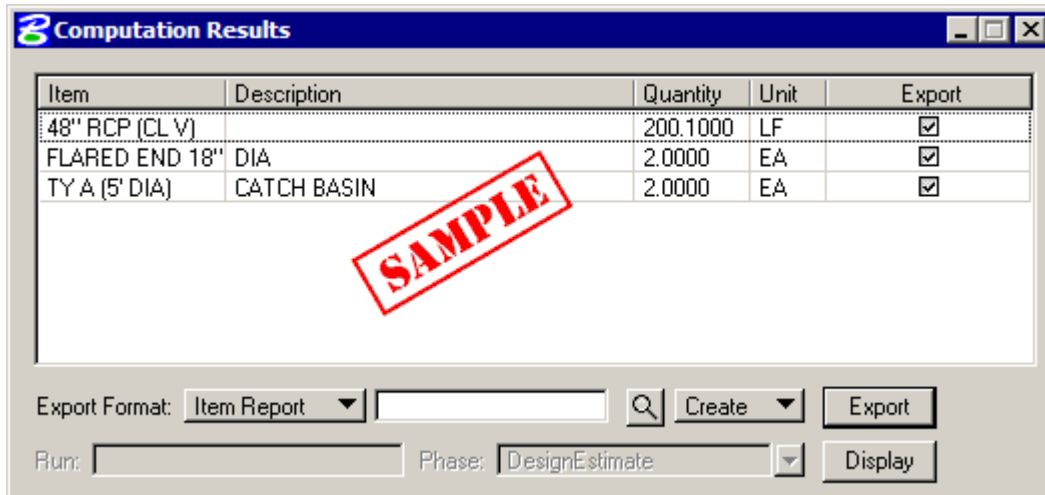 Computation Results
Item Description Quantity Unit Export
48" RCP (CL V) 200.1000 LF
FLARED END 18" DIA 2.0000 EA
TY A (5' DIA) CATCH BASIN 2.0000 EA
SAMPLE
Export Format: Item Report Create Export
Run: Phase: DesignEstimate Display